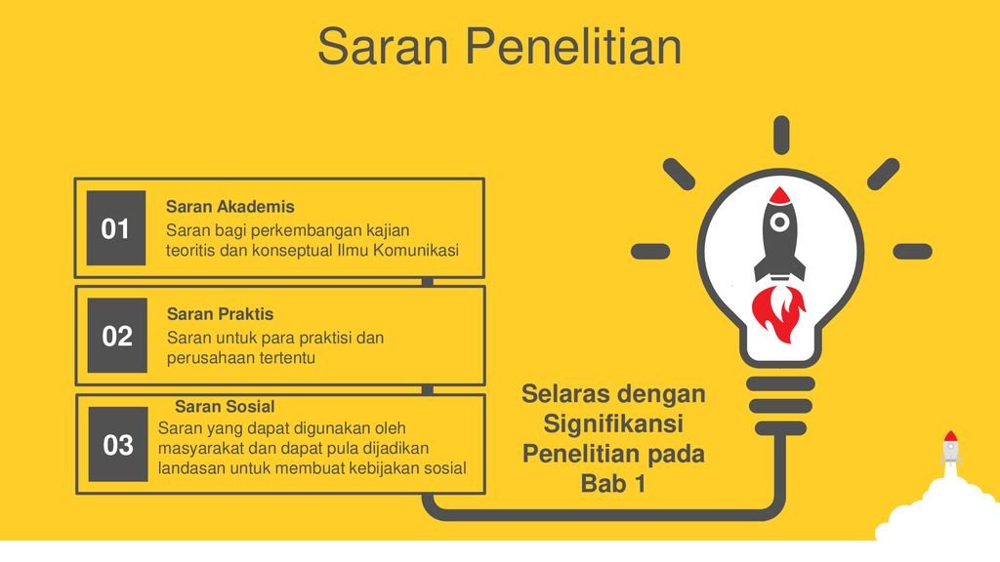 Saran Penelitian
01
Saran Akademis
Saran bagi perkembangan kajian
teoritis dan konseptual Ilmu Komunikasi
02
Saran Praktis
Saran untuk para praktisi dan
perusahaan tertentu
03
Saran Sosial
Saran yang dapat digunakan oleh
masyarakat dan dapat pula dijadikan
landasan untuk membuat kebijakan sosial
Selaras dengan
Signifikansi
Penelitian pada
Bab 1